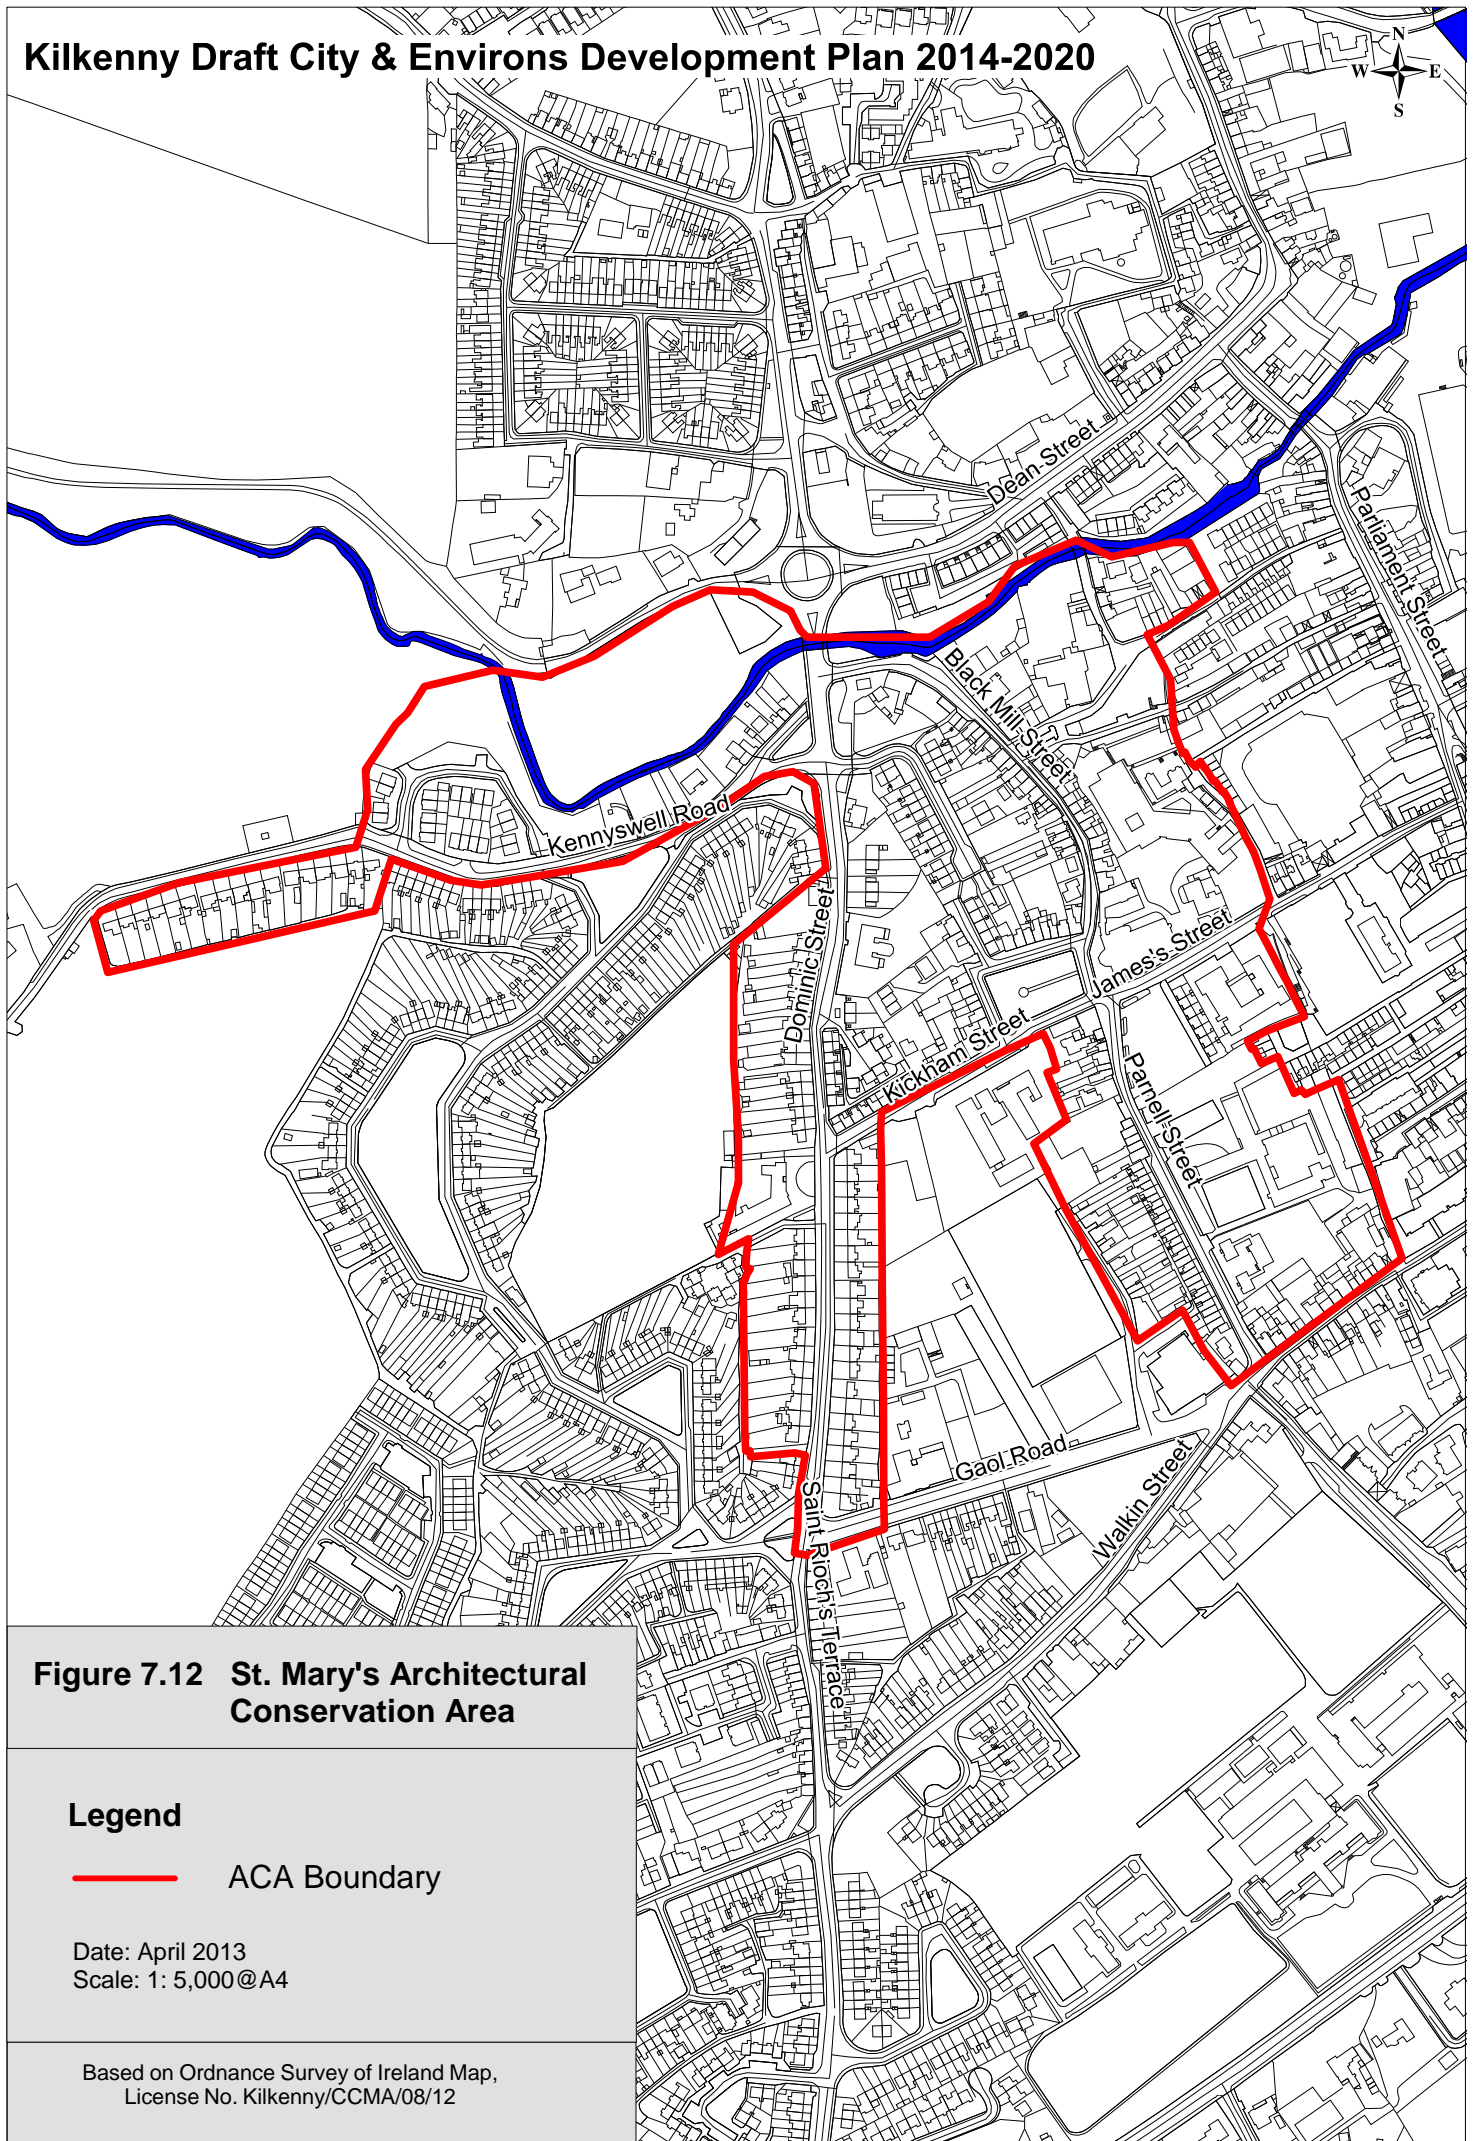 Kilkenny Draft City & Environs Development Plan 2014-2020
N
W E
S
Dean Street
Parliament Street
Black Mill Street
Kennyswell Road
Dominic Street
James's Street
Kickham Street
Parnell Street
Gaol Road
Walkin Street
Saint Rioch's Terrace
Figure 7.12 St. Mary's Architectural
Conservation Area
Legend
ACA Boundary
Date: April 2013
Scale: 1: 5,000@A4
Based on Ordnance Survey of Ireland Map,
License No. Kilkenny/CCMA/08/12